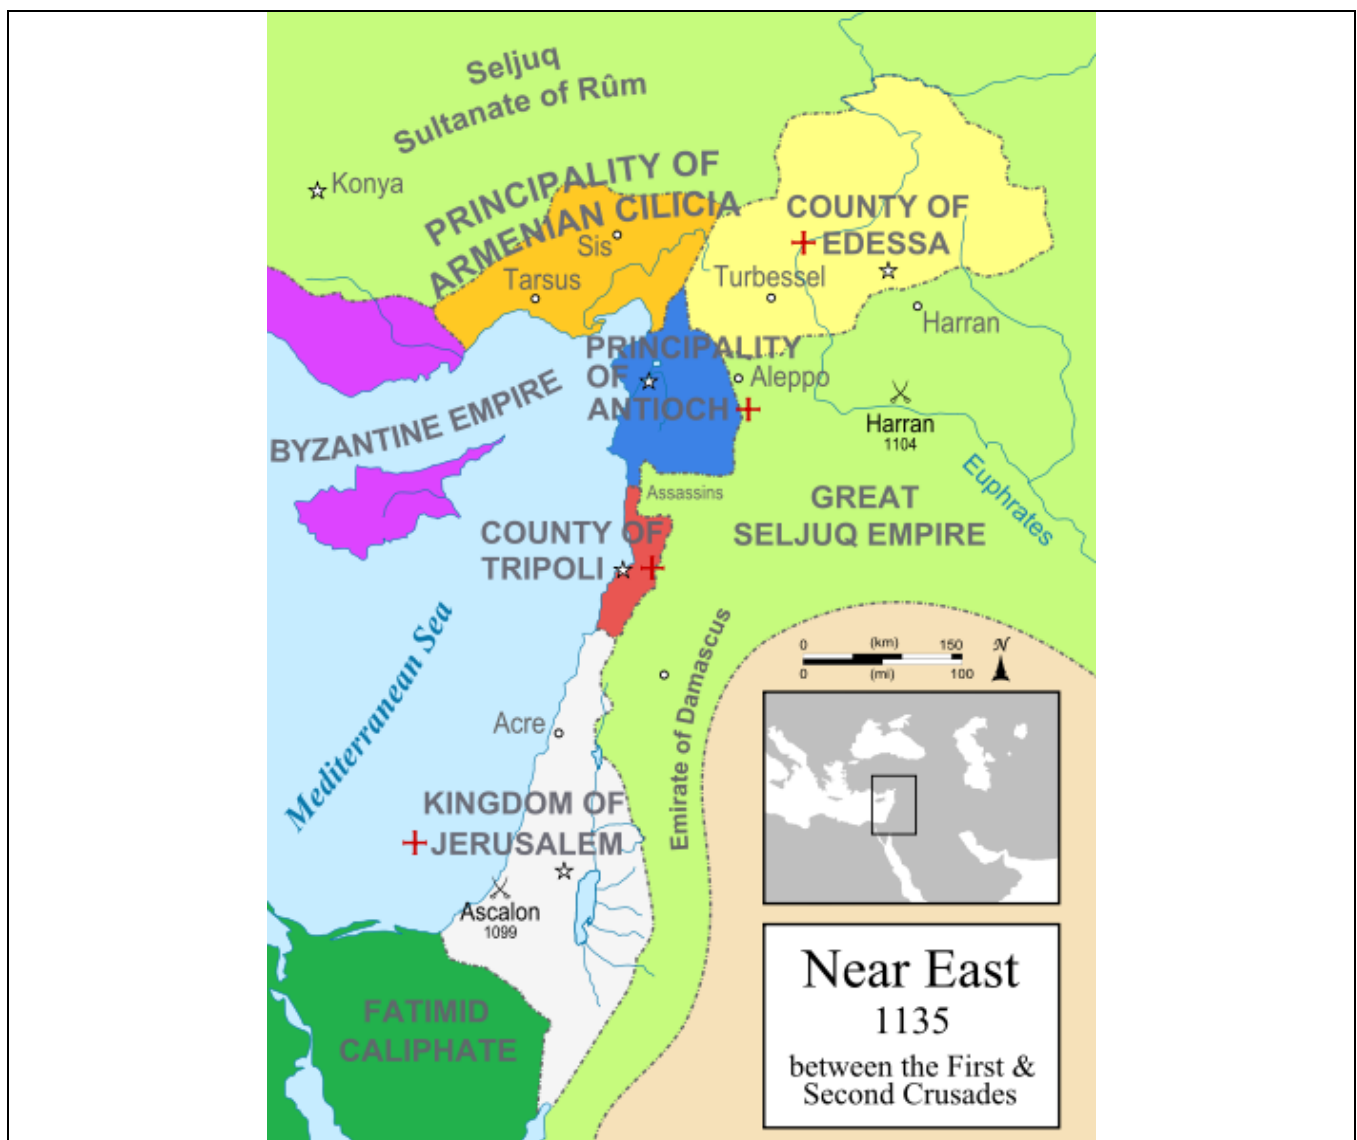 Seljuq
Sultanate of Rûm
Konya
PRINCIPALITY OF
ARMENIAN CILICIA
Sis
Tarsus
COUNTY OF
EDESSA
Turbessel
Harran
PRINCIPALITY
OF
ANTIOCH
Aleppo
Harran
1104
BYZANTINE EMPIRE
Euphrates
Assassins
GREAT
SELJUQ EMPIRE
COUNTY OF
TRIPOLI
Mediterranean Sea
Emirate of Damascus
0 (km) 150
0 (mi) 100
N
Acre
KINGDOM OF
JERUSALEM
Ascalon
1099
FATIMID
CALIPHATE
Near East
1135
between the First &
Second Crusades